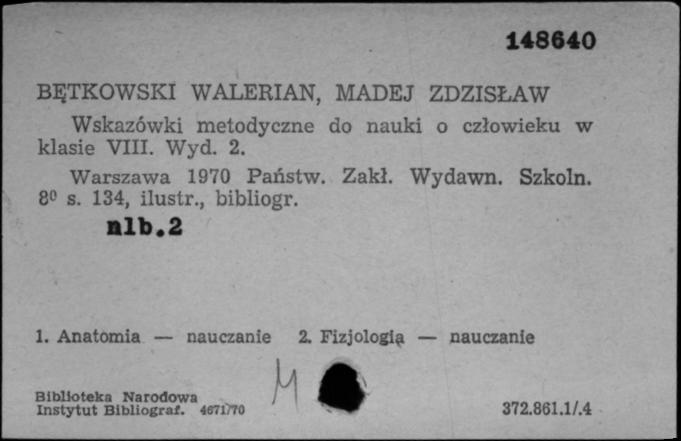 148640
BĘTKOWSKI WALERIAN, MADEJ ZDZISŁAW
Wskazówki metodyczne do nauki o człowieku w
klasie VIII. Wyd. 2.
Warszawa 1970 Państw. Zakł. Wydawn. Szkoln.
8⁰ s. 134, ilustr., bibliogr.
nlb.2
1. Anatomia — nauczanie 2. Fizjologią — nauczanie
M
Biblioteka Narodowa
Instytut Bibliograf. 4671/70
372.861.1/.4